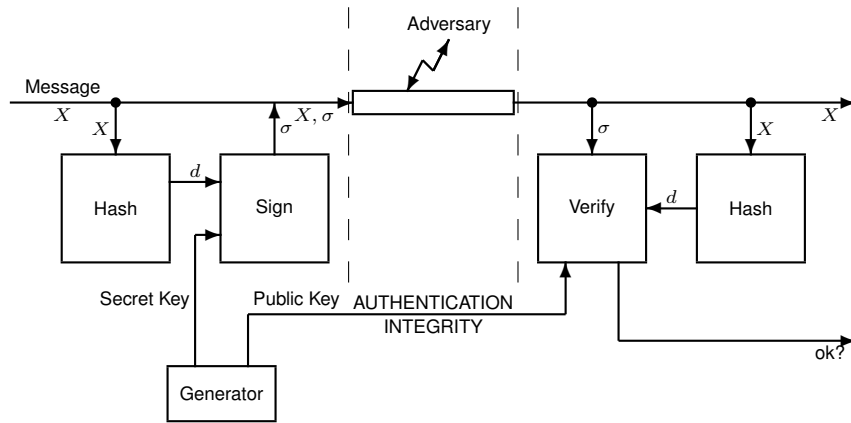 Adversary
Message
X
X
σ
X, σ
σ
X
X
d
Hash
Sign
Verify
d
Hash
Secret Key
Public Key
AUTHENTICATION
INTEGRITY
ok?
Generator